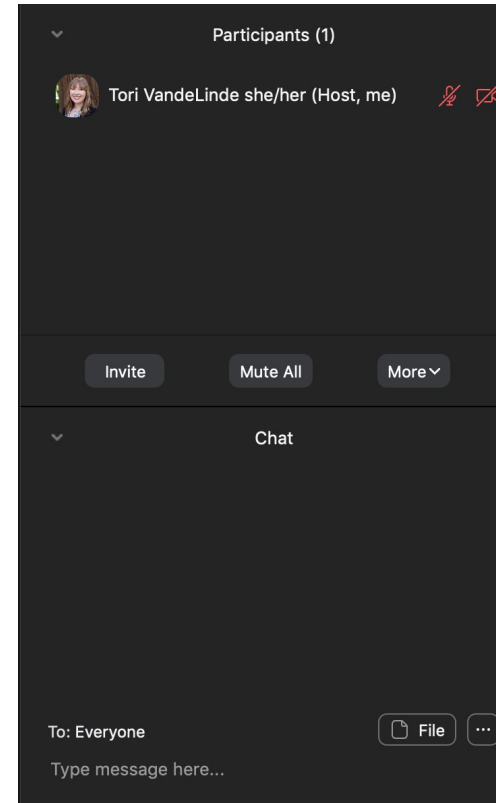 Participants (1)
Tori VandeLinde she/her (Host, me)
Invite Mute All More
Chat
To: Everyone File ...
Type message here...